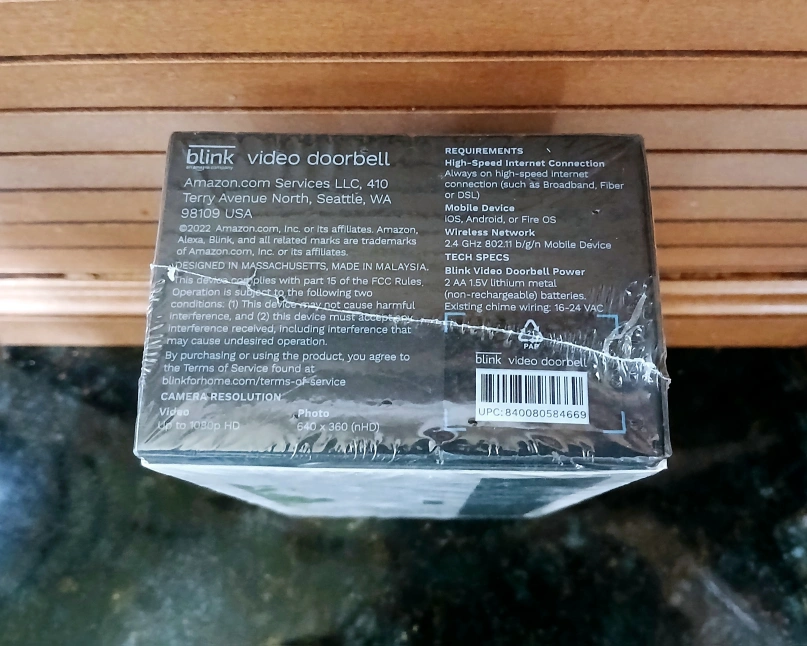 blink video doorbell
an amazon company
Amazon.com Services LLC, 410
Terry Avenue North, Seattle, WA
98109 USA
©2022 Amazon.com, Inc. or its affiliates. Amazon,
Alexa, Blink, and all related marks are trademarks
of Amazon.com, Inc. or its affiliates.
DESIGNED IN MASSACHUSETTS, MADE IN MALAYSIA.
This device complies with part 15 of the FCC Rules.
Operation is subject to the following two
conditions: (1) This device may not cause harmful
interference, and (2) this device must accept any
interference received, including interference that
may cause undesired operation.
By purchasing or using the product, you agree to
the Terms of Service found at
blinkforhome.com/terms-of-service
CAMERA RESOLUTION
Video
Up to 1080p HD
Photo
640 x 360 (nHD)
REQUIREMENTS
High-Speed Internet Connection
Always on high-speed internet
connection (such as Broadband, Fiber
or DSL)
Mobile Device
iOS, Android, or Fire OS
Wireless Network
2.4 GHz 802.11 b/g/n Mobile Device
TECH SPECS
Blink Video Doorbell Power
2 AA 1.5V lithium metal
(non-rechargeable) batteries.
Existing chime wiring: 16-24 VAC
PAP
blink video doorbell
UPC: 840080584669